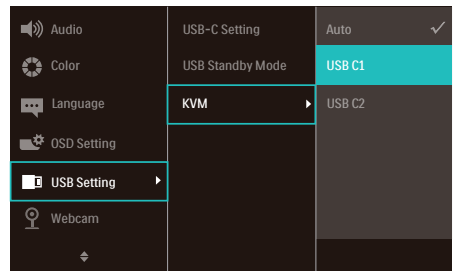 Audio
Color
Language
OSD Setting
USB Setting
Webcam
USB-C Setting
USB Standby Mode
KVM
Auto
USB C1
USB C2